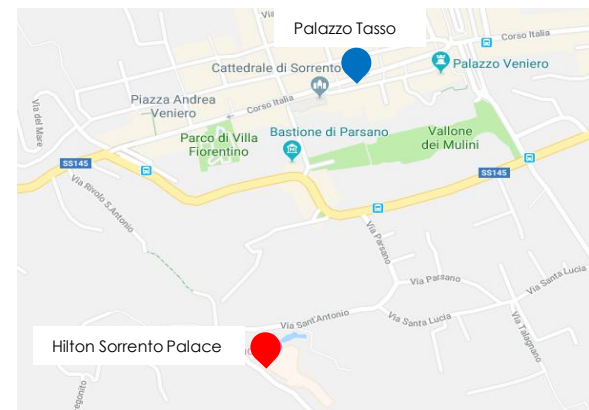 Via
Palazzo Tasso
Corso Italia
Cattedrale di Sorrento
Palazzo Veniero
Piazza Andrea
Veniero
Corso Italia
Via del Mare
Parco di Villa
Fiorentino
Bastione di Parsano
Vallone
dei Mulini
SS145
SS145
Via Rivolo S.Antonio
Via Parsano
Via Parsano
Via Santa Lucia
Via Sant'Antonio
Via Santa Lucia
Via Talagnano
Hilton Sorrento Palace